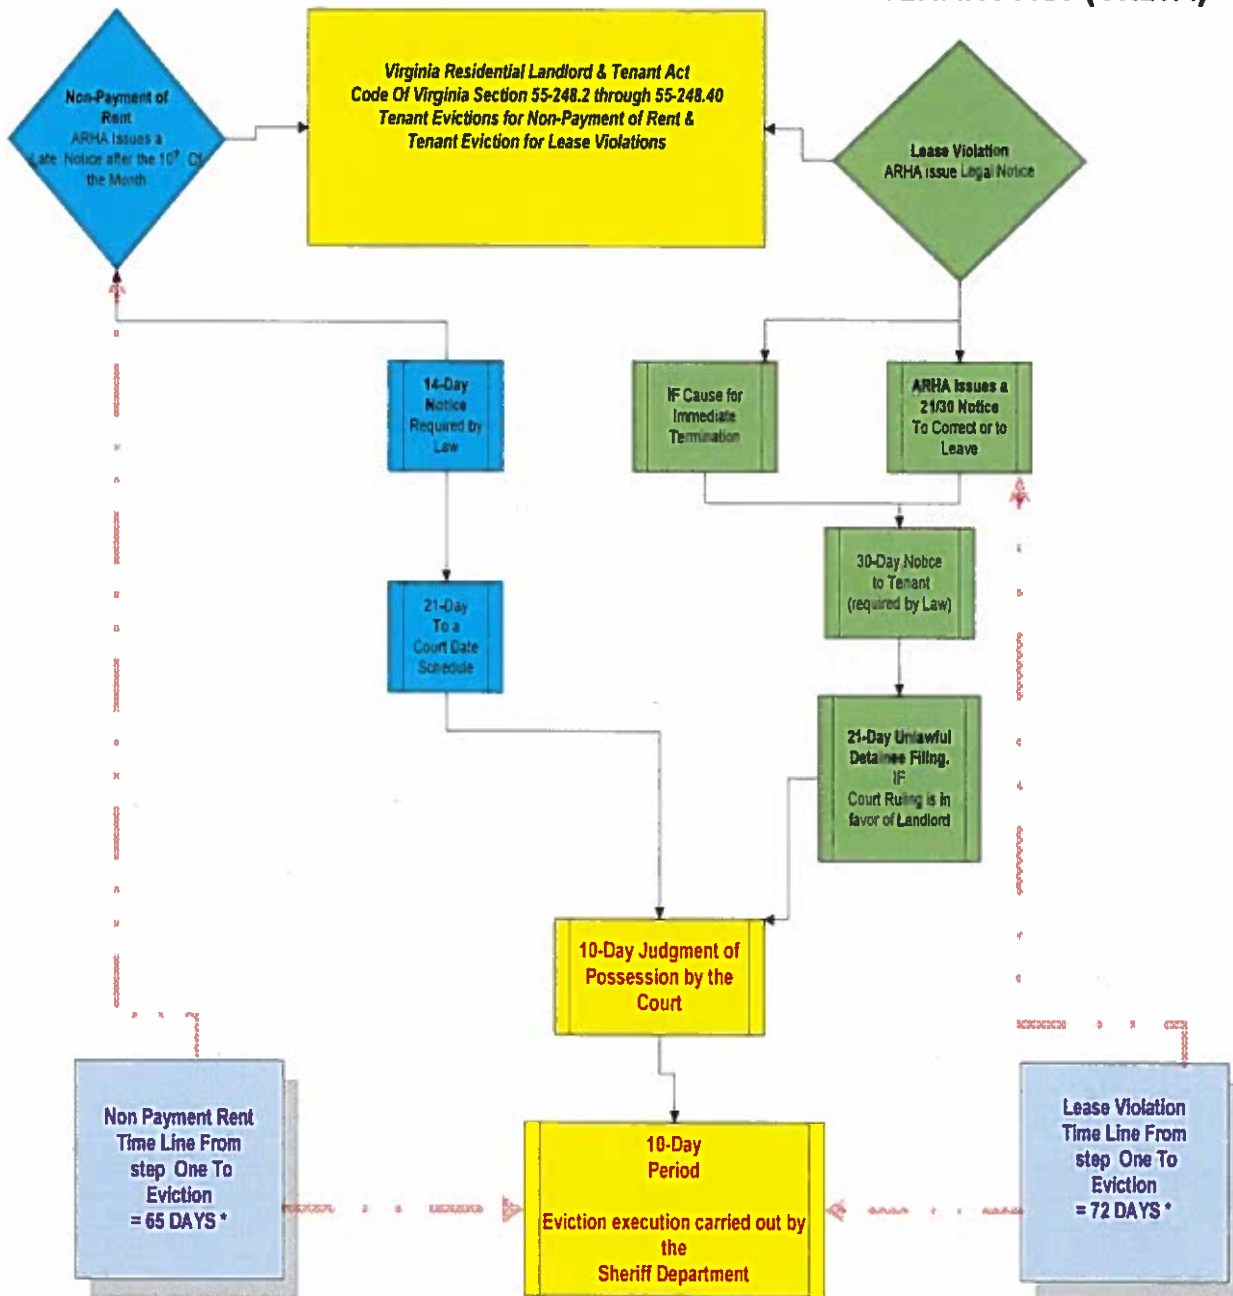 Virginia Residential Landlord & Tenant Act
Code Of Virginia Section 55-248.2 through 55-248.40
Tenant Evictions for Non-Payment of Rent &
Tenant Eviction for Lease Violations
Non-Payment of
Rent
ARHA Issues a
Late Notice after the 10
the Month
Lease Violation
ARHA issue Legal Notice
14-Day
Notice
Required by
Law
IF Cause for
Immediate
Termination
ARHA Issues a
21/30 Notice
To Correct or to
Leave
30-Day Notice
to Tenant
(required by Law)
21-Day
To a
Court Date
Schedule
21-Day Unlawful
Detainee Filing.
IF
Court Ruling is in
favor of Landlord
10-Day Judgment of
Possession by the
Court
Non Payment Rent
Time Line From
step One To
Eviction
= 65 DAYS *
10-Day
Period
Eviction execution carried out by
the
Sheriff Department
Lease Violation
Time Line From
step One To
Eviction
= 72 DAYS *